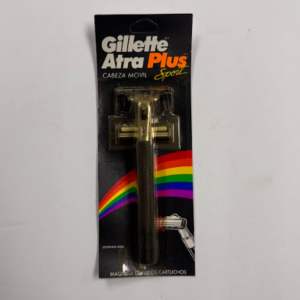 Gillette
Atra Plus
Sport
CABEZA MOVIL
CARTUCHOS